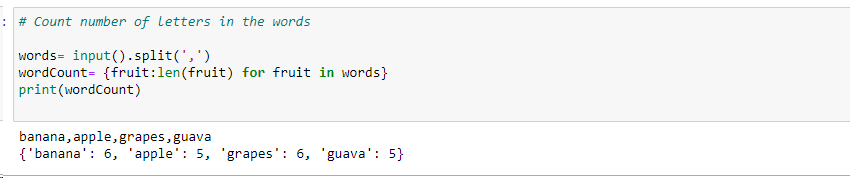 : # Count number of letters in the words
words= input().split(',')
wordCount= {fruit:len(fruit) for fruit in words}
print(wordCount)
banana,apple,grapes,guava
{'banana': 6, 'apple': 5, 'grapes': 6, 'guava': 5}